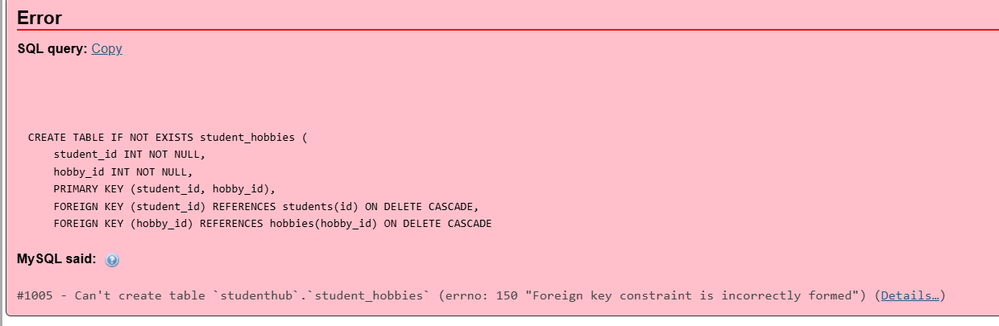 Error
SQL query: Copy
CREATE TABLE IF NOT EXISTS student_hobbies (
    student_id INT NOT NULL,
    hobby_id INT NOT NULL,
    PRIMARY KEY (student_id, hobby_id),
    FOREIGN KEY (student_id) REFERENCES students(id) ON DELETE CASCADE,
    FOREIGN KEY (hobby_id) REFERENCES hobbies(hobby_id) ON DELETE CASCADE
MySQL said:
#1005 - Can't create table `studenthub`.`student_hobbies` (errno: 150 "Foreign key constraint is incorrectly formed") (Details…)